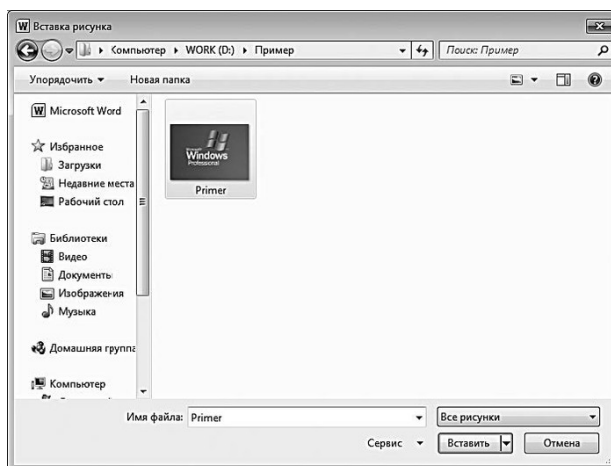 Вставка рисунка
Компьютер ▸ WORK (D:) ▸ Пример
Поиск: Пример
Упорядочить
Новая папка
Microsoft Word
Избранное
Загрузки
Недавние места
Рабочий стол
Библиотеки
Видео
Документы
Изображения
Музыка
Домашняя группа
Компьютер
Microsoft
Windows
Professional
Primer
Имя файла: Primer
Все рисунки
Сервис
Вставить
Отмена